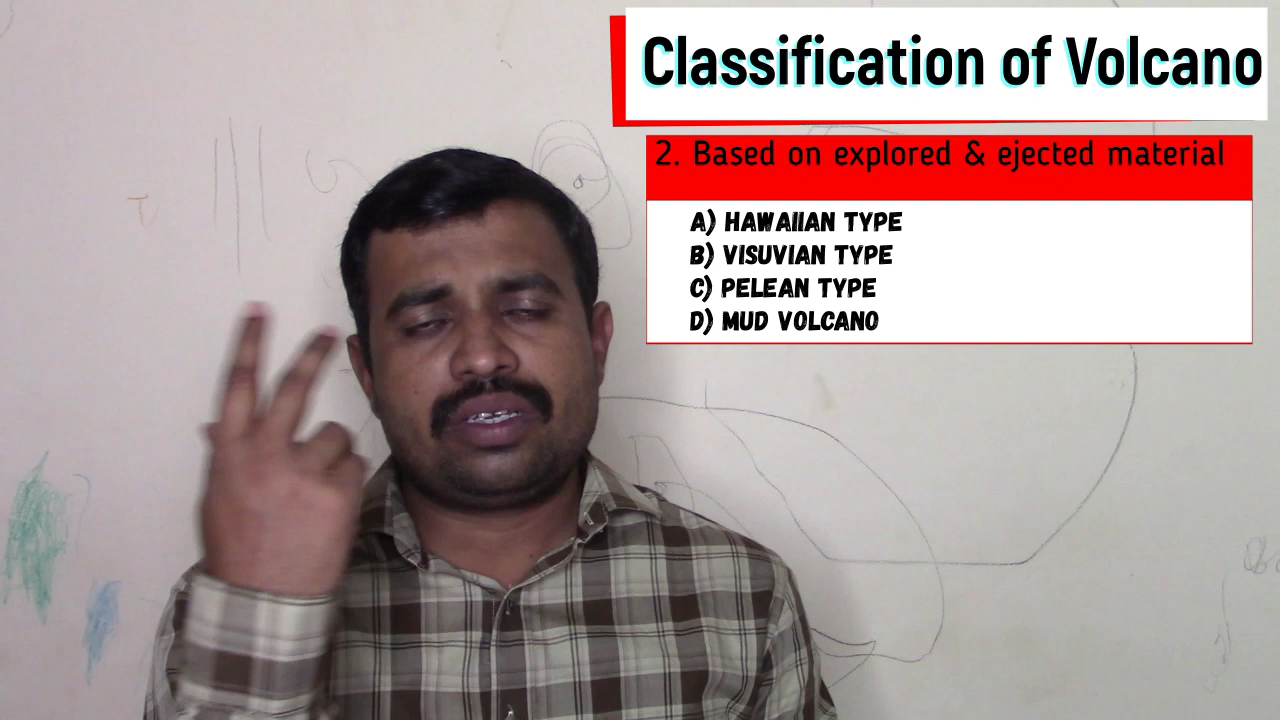 Classification of Volcano
2. Based on explored & ejected material
A) HAWAIIAN TYPE
B) VISUVIAN TYPE
C) PELEAN TYPE
D) MUD VOLCANO